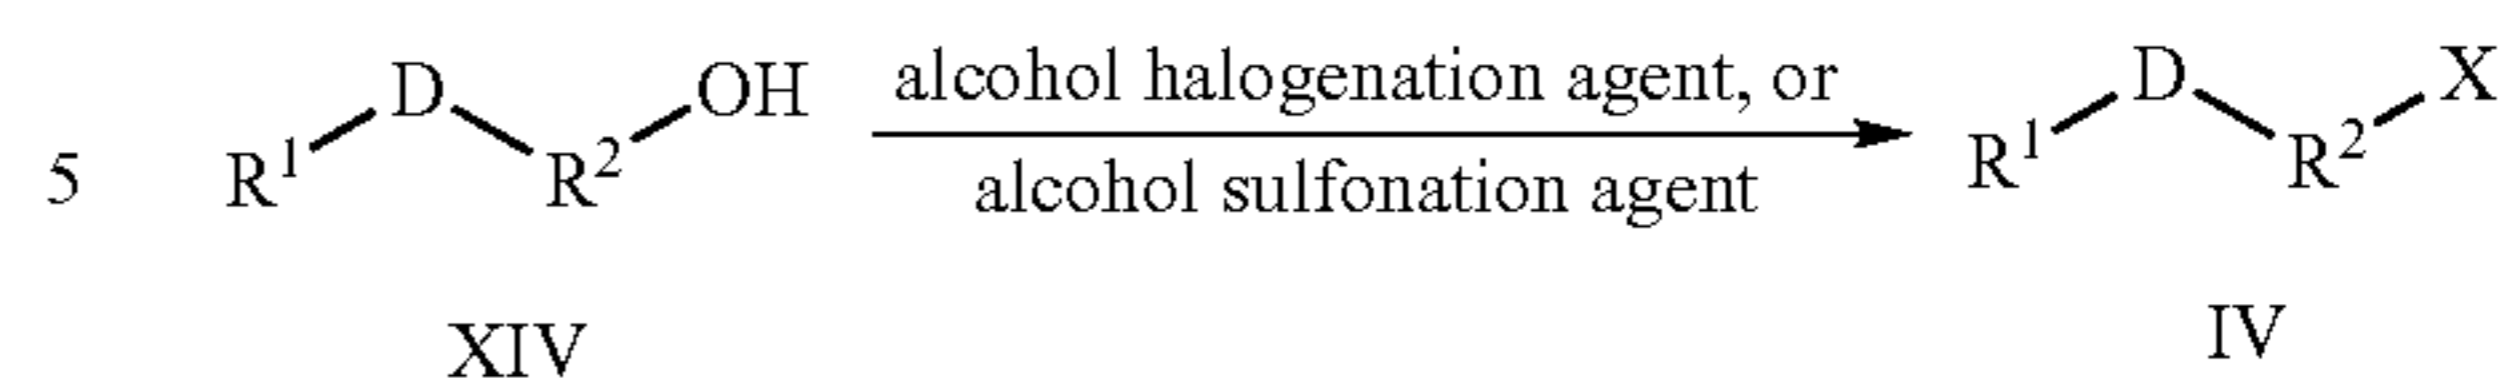 D OH alcohol halogenation agent, or D X
5 R1 R2 alcohol sulfonation agent R1 R2
XIV IV